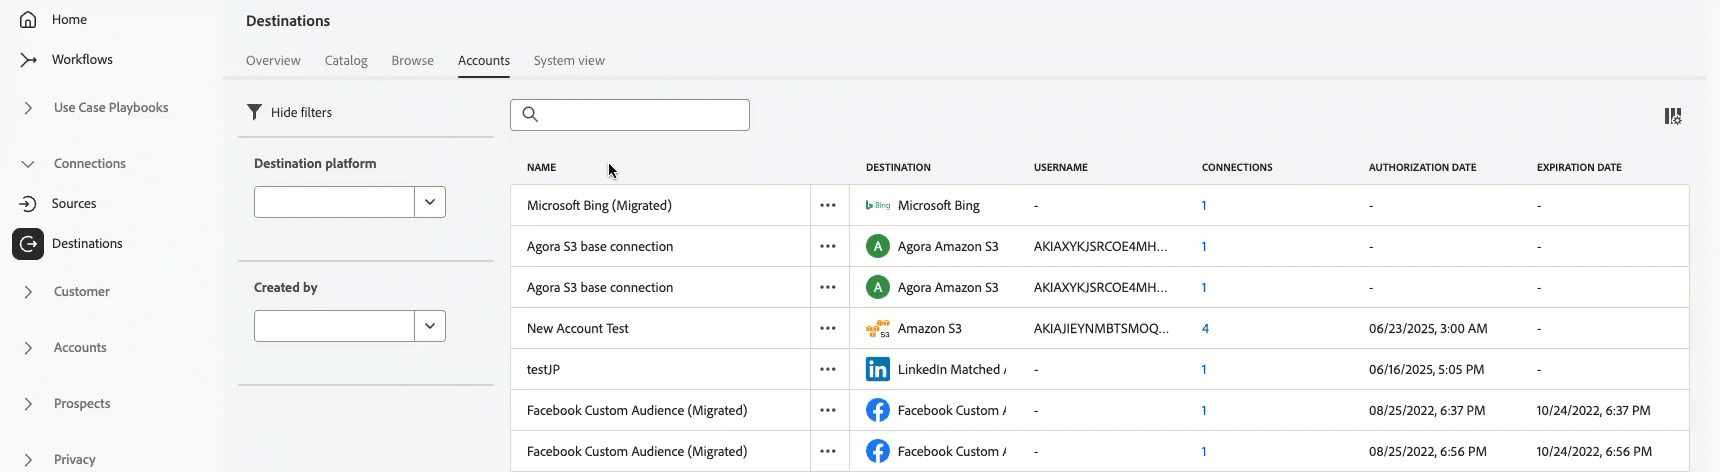 Home
Workflows
Use Case Playbooks
Connections
Sources
Destinations
Customer
Accounts
Prospects
Privacy
Destinations
Overview Catalog Browse Accounts System view
Hide filters
Destination platform
Created by
NAME DESTINATION USERNAME CONNECTIONS AUTHORIZATION DATE EXPIRATION DATE
Microsoft Bing (Migrated) ••• Bing Microsoft Bing - 1 - -
Agora S3 base connection ••• A Agora Amazon S3 AKIAXYKJSRCOE4MH... 1 - -
Agora S3 base connection ••• A Agora Amazon S3 AKIAXYKJSRCOE4MH... 1 - -
New Account Test ••• S3 Amazon S3 AKIAJIEYNMBTSMOQ... 4 06/23/2025, 3:00 AM -
testJP ••• in LinkedIn Matched - 1 06/16/2025, 5:05 PM -
Facebook Custom Audience (Migrated) ••• Facebook Custom - 1 08/25/2022, 6:37 PM 10/24/2022, 6:37 PM
Facebook Custom Audience (Migrated) ••• Facebook Custom - 1 08/25/2022, 6:56 PM 10/24/2022, 6:56 PM